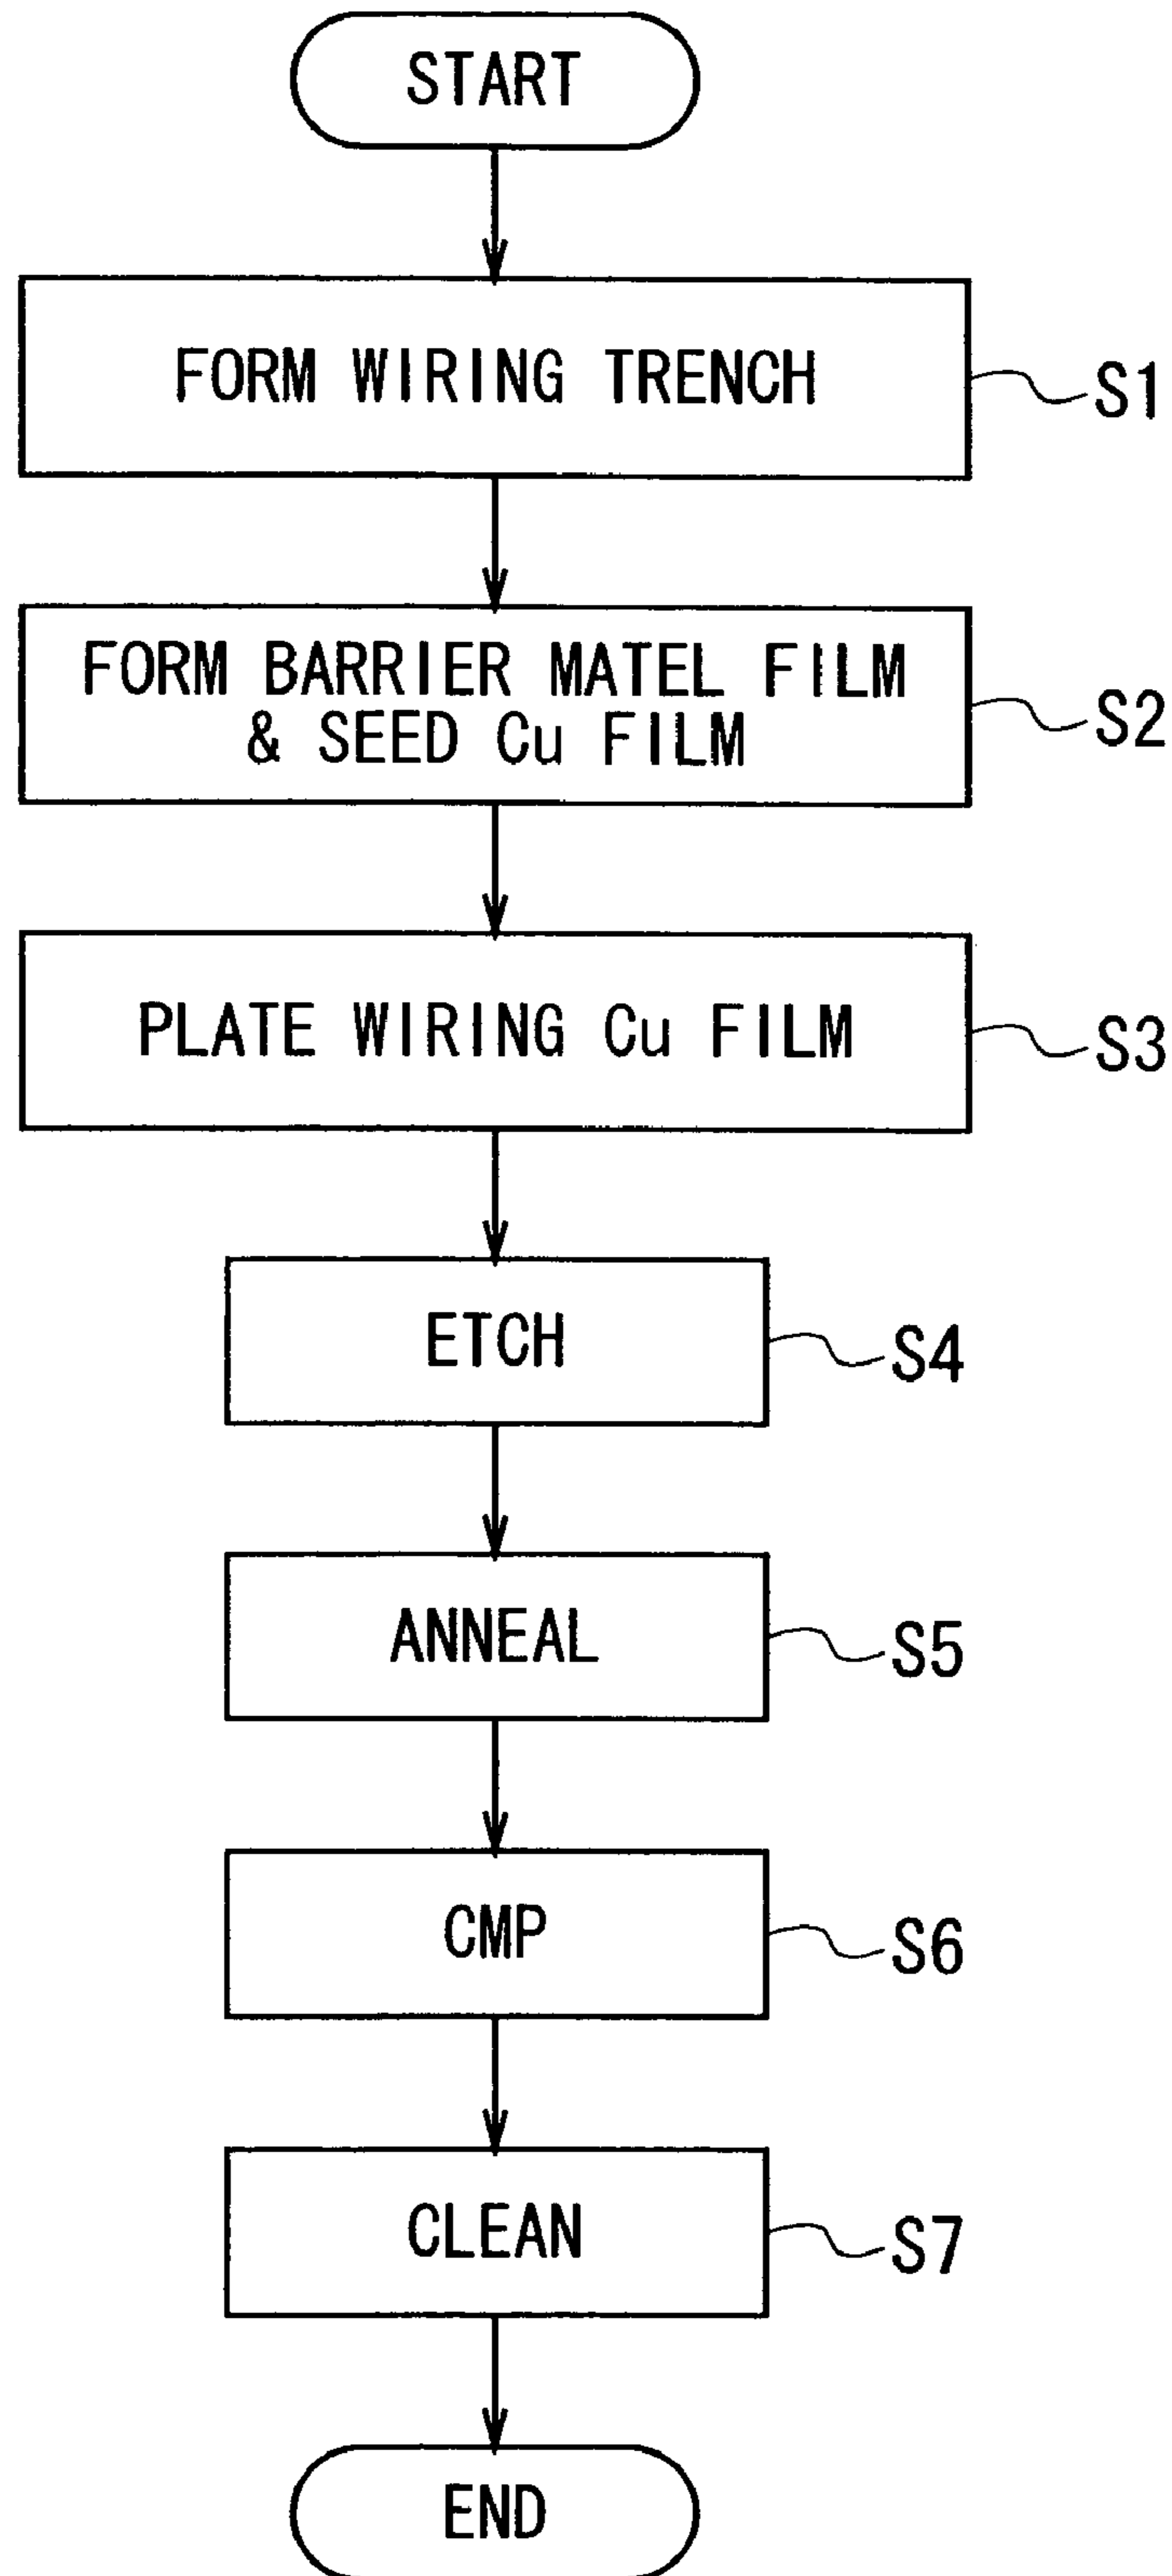 START
FORM WIRING TRENCH
S1
FORM BARRIER MATEL FILM
& SEED Cu FILM
S2
PLATE WIRING Cu FILM
S3
ETCH
S4
ANNEAL
S5
CMP
S6
CLEAN
S7
END